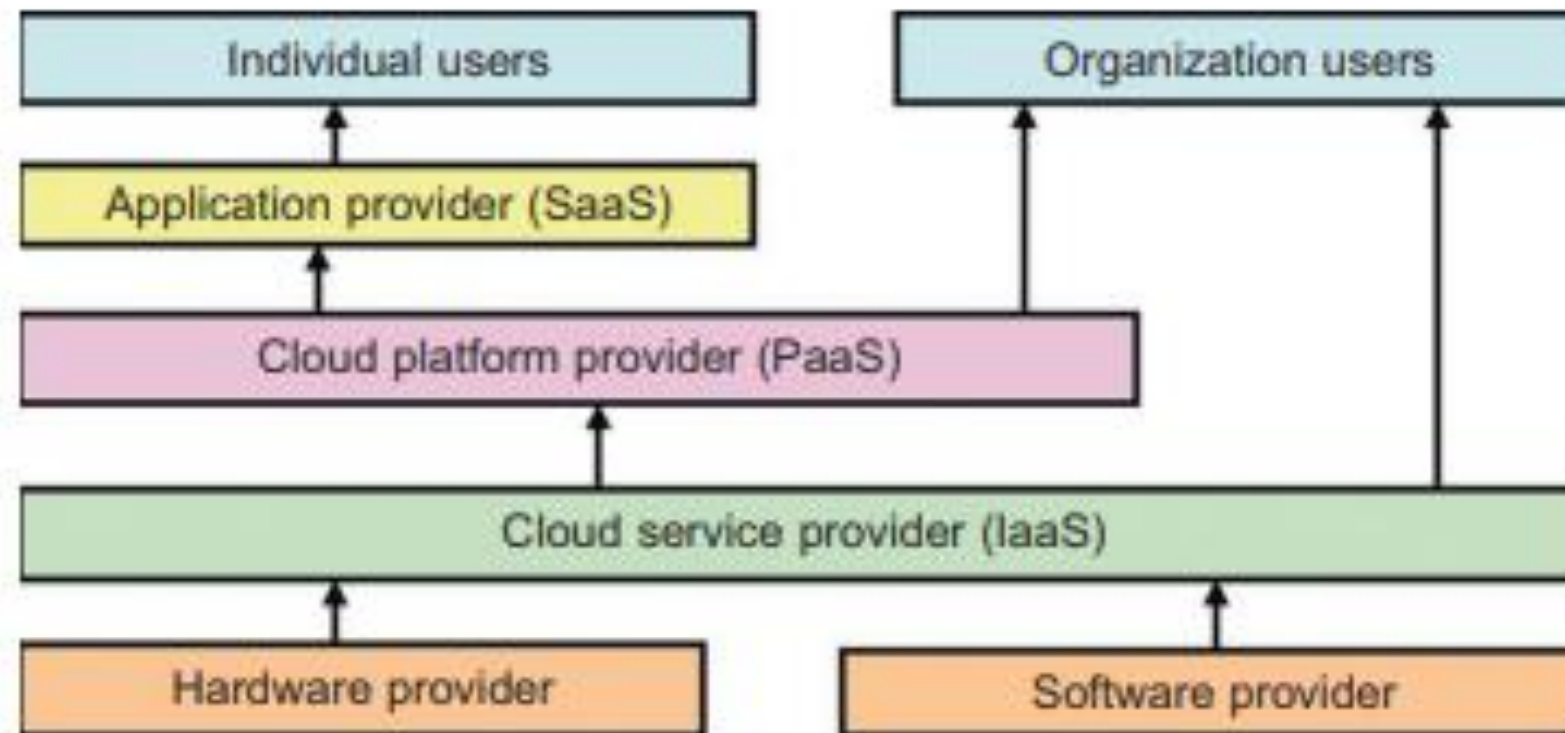 Individual users
Organization users
Application provider (SaaS)
Cloud platform provider (PaaS)
Cloud service provider (IaaS)
Hardware provider
Software provider